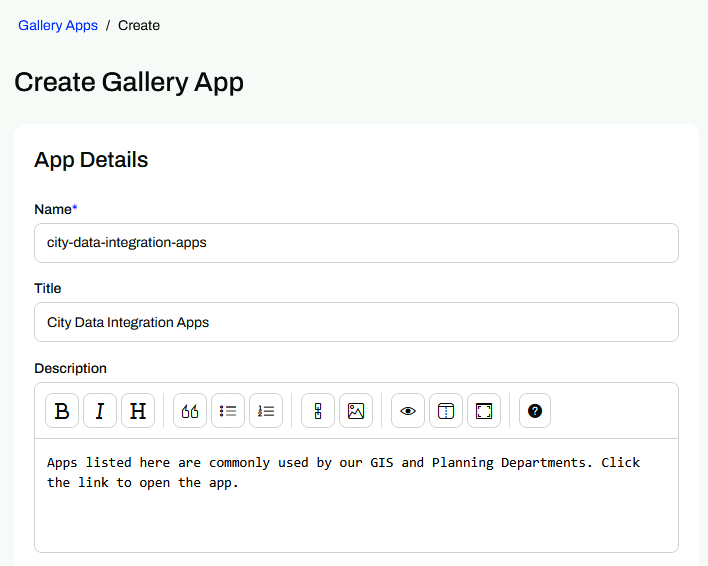 Gallery Apps / Create
Create Gallery App
App Details
Name*
city-data-integration-apps
Title
City Data Integration Apps
Description
B I H
Apps listed here are commonly used by our GIS and Planning Departments. Click
the link to open the app.